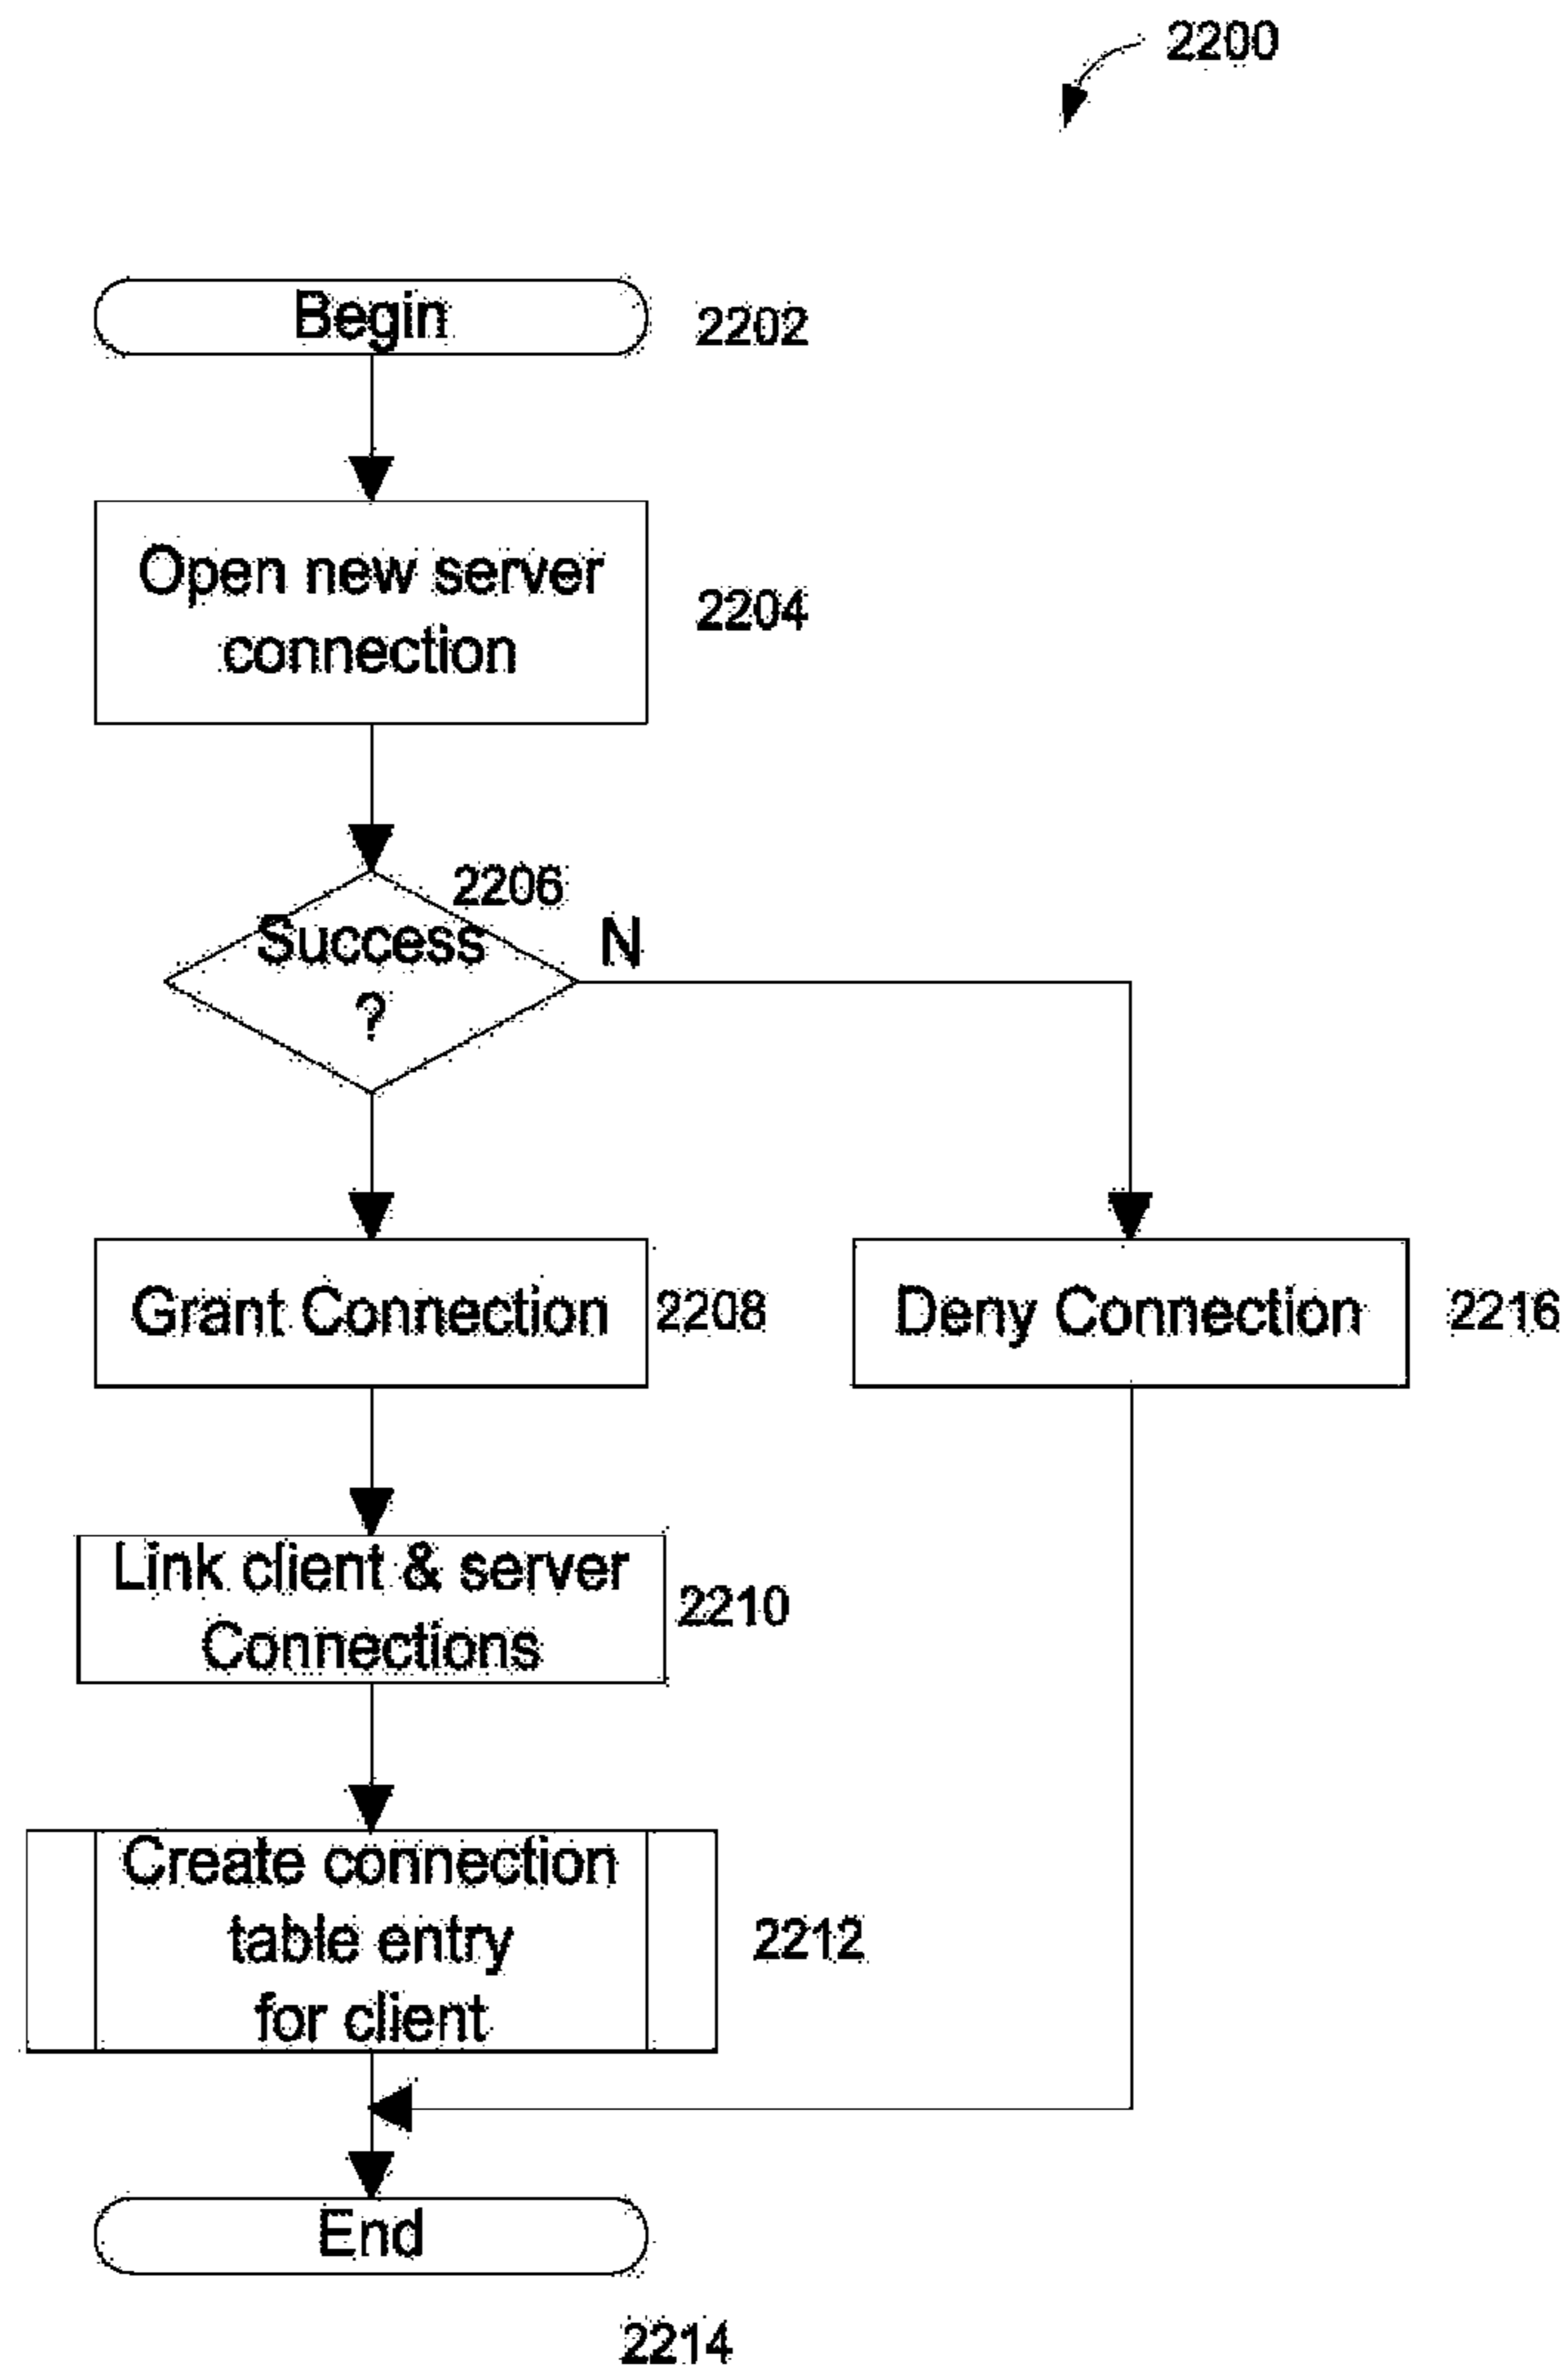 2200
Begin
2202
Open new server
connection
2204
2206
Success
?
N
Grant Connection
2208
Deny Connection
2216
Link client & server
Connections
2210
Create connection
table entry
for client
2212
End
2214